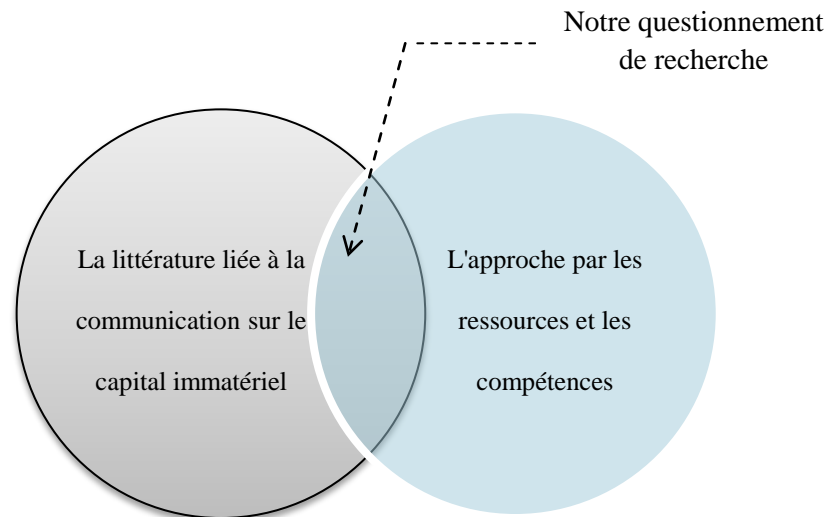 Notre questionnement
de recherche
La littérature liée à la
communication sur le
capital immatériel
L'approche par les
ressources et les
compétences